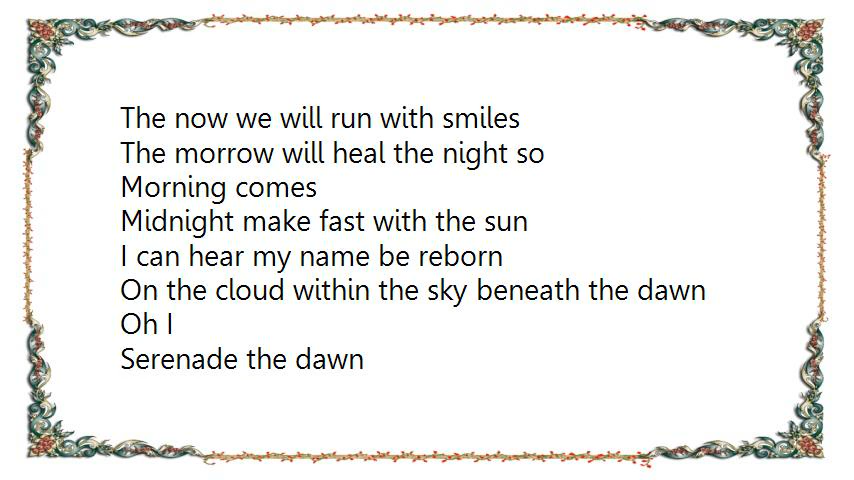 The now we will run with smiles
The morrow will heal the night so
Morning comes
Midnight make fast with the sun
I can hear my name be reborn
On the cloud within the sky beneath the dawn
Oh I
Serenade the dawn